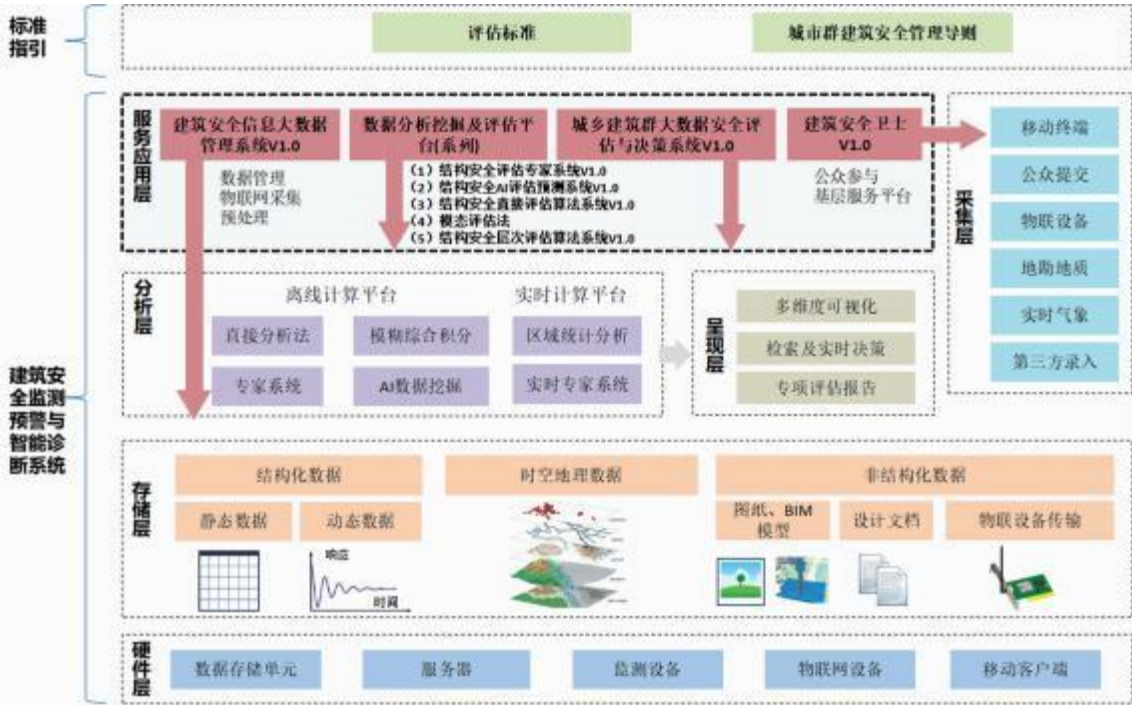 标准
指引
评估标准
城市群建筑安全管理导则
建筑安
全监测
预警与
智能诊
断系统
服务应用层
建筑安全信息大数据
管理系统V1.0
数据管理
物联网采集
预处理
数据分析挖掘及评估平
台(系列)
（1）结构安全评估专家系统V1.0
（2）结构安全AI评估预测系统V1.0
（3）结构安全直接评估算法系统V1.0
（4）模态评估法
（5）结构安全层次评估算法系统V1.0
城乡建筑群大数据安全评
估与决策系统V1.0
建筑安全卫士
V1.0
公众参与
基层服务平台
采集层
移动终端
公众提交
物联设备
地勘地质
实时气象
第三方录入
分析层
离线计算平台
实时计算平台
直接分析法
模糊综合积分
区域统计分析
专家系统
AI数据挖掘
实时专家系统
呈现层
多维度可视化
检索及实时决策
专项评估报告
存储层
结构化数据
时空地理数据
非结构化数据
静态数据
动态数据
图纸、BIM
模型
设计文档
物联设备传输
响应
时间
硬件层
数据存储单元
服务器
监测设备
物联网设备
移动客户端